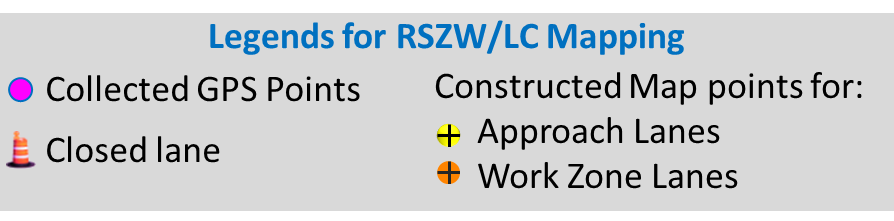 Legends for RSZW/LC Mapping
Collected GPS Points
Closed lane
Constructed Map points for:
Approach Lanes
Work Zone Lanes